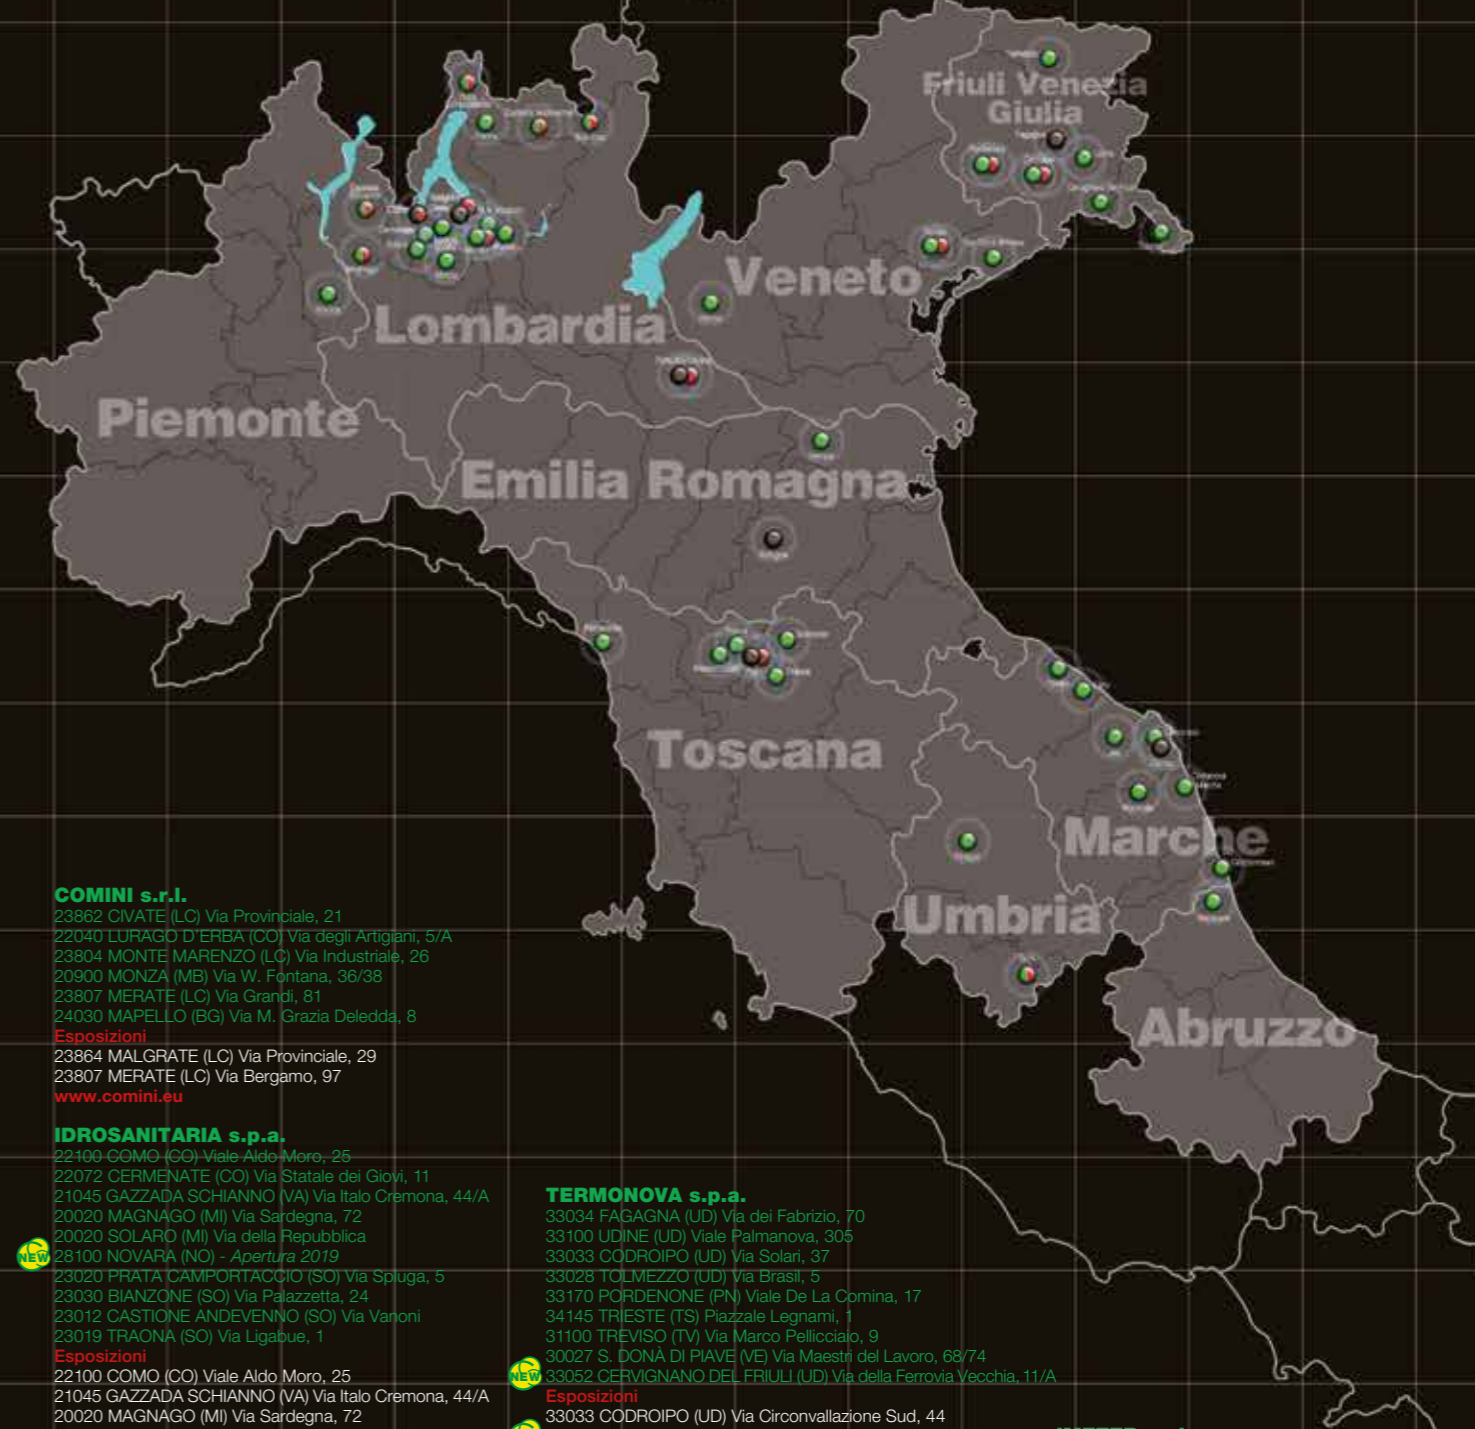 Friuli Venezia
Giulia
Veneto
Lombardia
Piemonte
Emilia Romagna
Toscana
Marche
Umbria
Abruzzo
COMINI s.r.l.
23862 CIVATE (LC) Via Provinciale, 21
22040 LURAGO D'ERBA (CO) Via degli Artigiani, 5/A
23804 MONTE MARENZO (LC) Via Industriale, 26
20900 MONZA (MB) Via W. Fontana, 36/38
23807 MERATE (LC) Via Grandi, 81
24030 MAPELLO (BG) Via M. Grazia Deledda, 8
Esposizioni
23864 MALGRATE (LC) Via Provinciale, 29
23807 MERATE (LC) Via Bergamo, 97
www.comini.eu
IDROSANITARIA s.p.a.
22100 COMO (CO) Viale Aldo Moro, 25
22072 CERMENATE (CO) Via Statale dei Giovi, 11
21045 GAZZADA SCHIANNO (VA) Via Italo Cremona, 44/A
20020 MAGNAGO (MI) Via Sardegna, 72
20020 SOLARO (MI) Via della Repubblica
NEW 28100 NOVARA (NO) - Apertura 2019
23020 PRATA CAMPORTACCIO (SO) Via Spluga, 5
23030 BIANZONE (SO) Via Palazzetta, 24
23012 CASTIONE ANDEVENNO (SO) Via Vanoni
23019 TRAONA (SO) Via Ligabue, 1
Esposizioni
22100 COMO (CO) Viale Aldo Moro, 25
21045 GAZZADA SCHIANNO (VA) Via Italo Cremona, 44/A
20020 MAGNAGO (MI) Via Sardegna, 72
TERMONOVA s.p.a.
33034 FAGAGNA (UD) Via dei Fabrizio, 70
33100 UDINE (UD) Viale Palmanova, 305
33033 CODROIPO (UD) Via Solari, 37
33028 TOLMEZZO (UD) Via Brasil, 5
33170 PORDENONE (PN) Viale De La Comina, 17
34145 TRIESTE (TS) Piazzale Legnami, 1
31100 TREVISO (TV) Via Marco Pellicciaio, 9
30027 S. DONÀ DI PIAVE (VE) Via Maestri del Lavoro, 68/74
NEW 33052 CERVIGNANO DEL FRIULI (UD) Via della Ferrovia Vecchia, 11/A
Esposizioni
33033 CODROIPO (UD) Via Circonvallazione Sud, 44